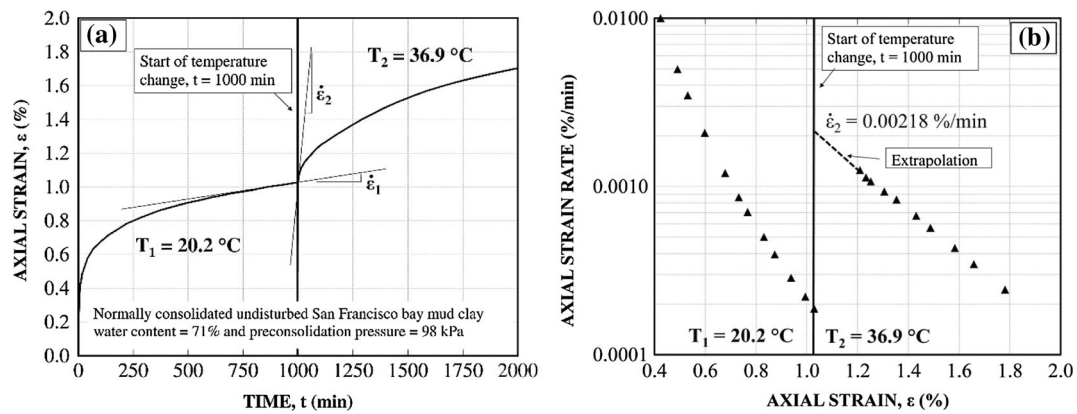 (a)
2.0
1.8
1.6
1.4
1.2
1.0
0.8
0.6
0.4
0.2
0.0
AXIAL STRAIN, ε (%)
Start of temperature
change, t = 1000 min
T₂ = 36.9 °C
ε̇₂
ε̇₁
T₁ = 20.2 °C
Normally consolidated undisturbed San Francisco bay mud clay
water content = 71% and preconsolidation pressure = 98 kPa
0 250 500 750 1000 1250 1500 1750 2000
TIME, t (min)
(b)
0.0100
0.0010
0.0001
AXIAL STRAIN RATE (%/min)
Start of temperature
change, t = 1000 min
ε̇₂ = 0.00218 %/min
Extrapolation
T₁ = 20.2 °C
T₂ = 36.9 °C
0.4 0.6 0.8 1.0 1.2 1.4 1.6 1.8 2.0
AXIAL STRAIN, ε (%)